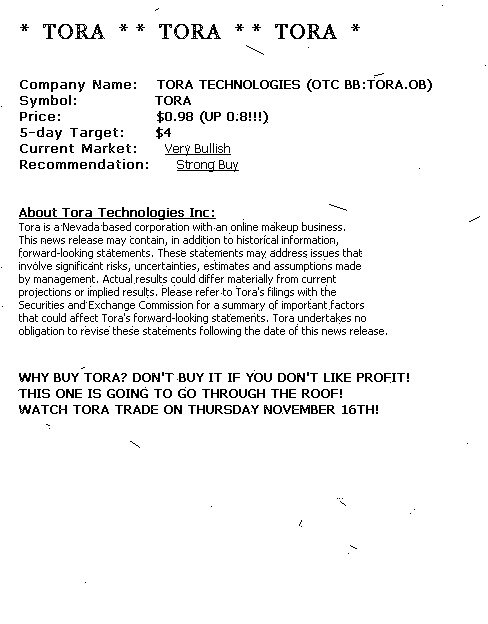 * TORA * * TORA * * TORA *
Company Name: TORA TECHNOLOGIES (OTC BB:TORA.OB)
Symbol: TORA
Price: $0.98 (UP 0.8!!!)
5-day Target: $4
Current Market: Very Bullish
Recommendation: Strong Buy
About Tora Technologies Inc:
Tora is a Nevada based corporation with an online makeup business.
This news release may contain, in addition to historical information,
forward-looking statements. These statements may address issues that
involve significant risks, uncertainties, estimates and assumptions made
by management. Actual results could differ materially from current
projections or implied results. Please refer to Tora's filings with the
Securities and Exchange Commission for a summary of important factors
that could affect Tora's forward-looking statements. Tora undertakes no
obligation to revise these statements following the date of this news release.
WHY BUY TORA? DON'T BUY IT IF YOU DON'T LIKE PROFIT!
THIS ONE IS GOING TO GO THROUGH THE ROOF!
WATCH TORA TRADE ON THURSDAY NOVEMBER 16TH!